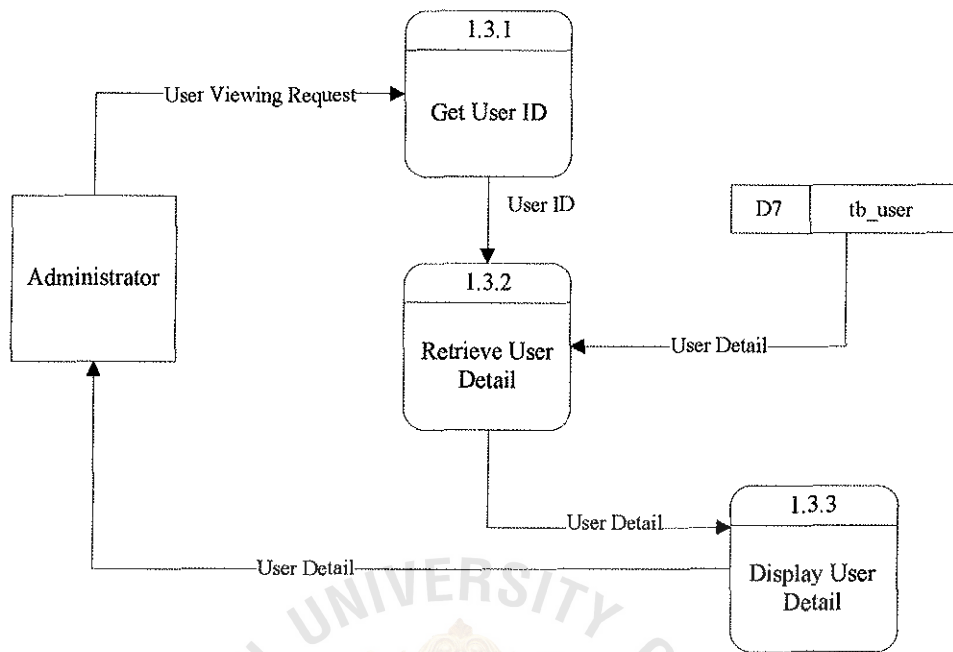 1.3.1
Get User ID
User Viewing Request
User ID
D7
tb_user
Administrator
1.3.2
Retrieve User
Detail
User Detail
User Detail
1.3.3
Display User
Detail
User Detail
UNIVERSITY